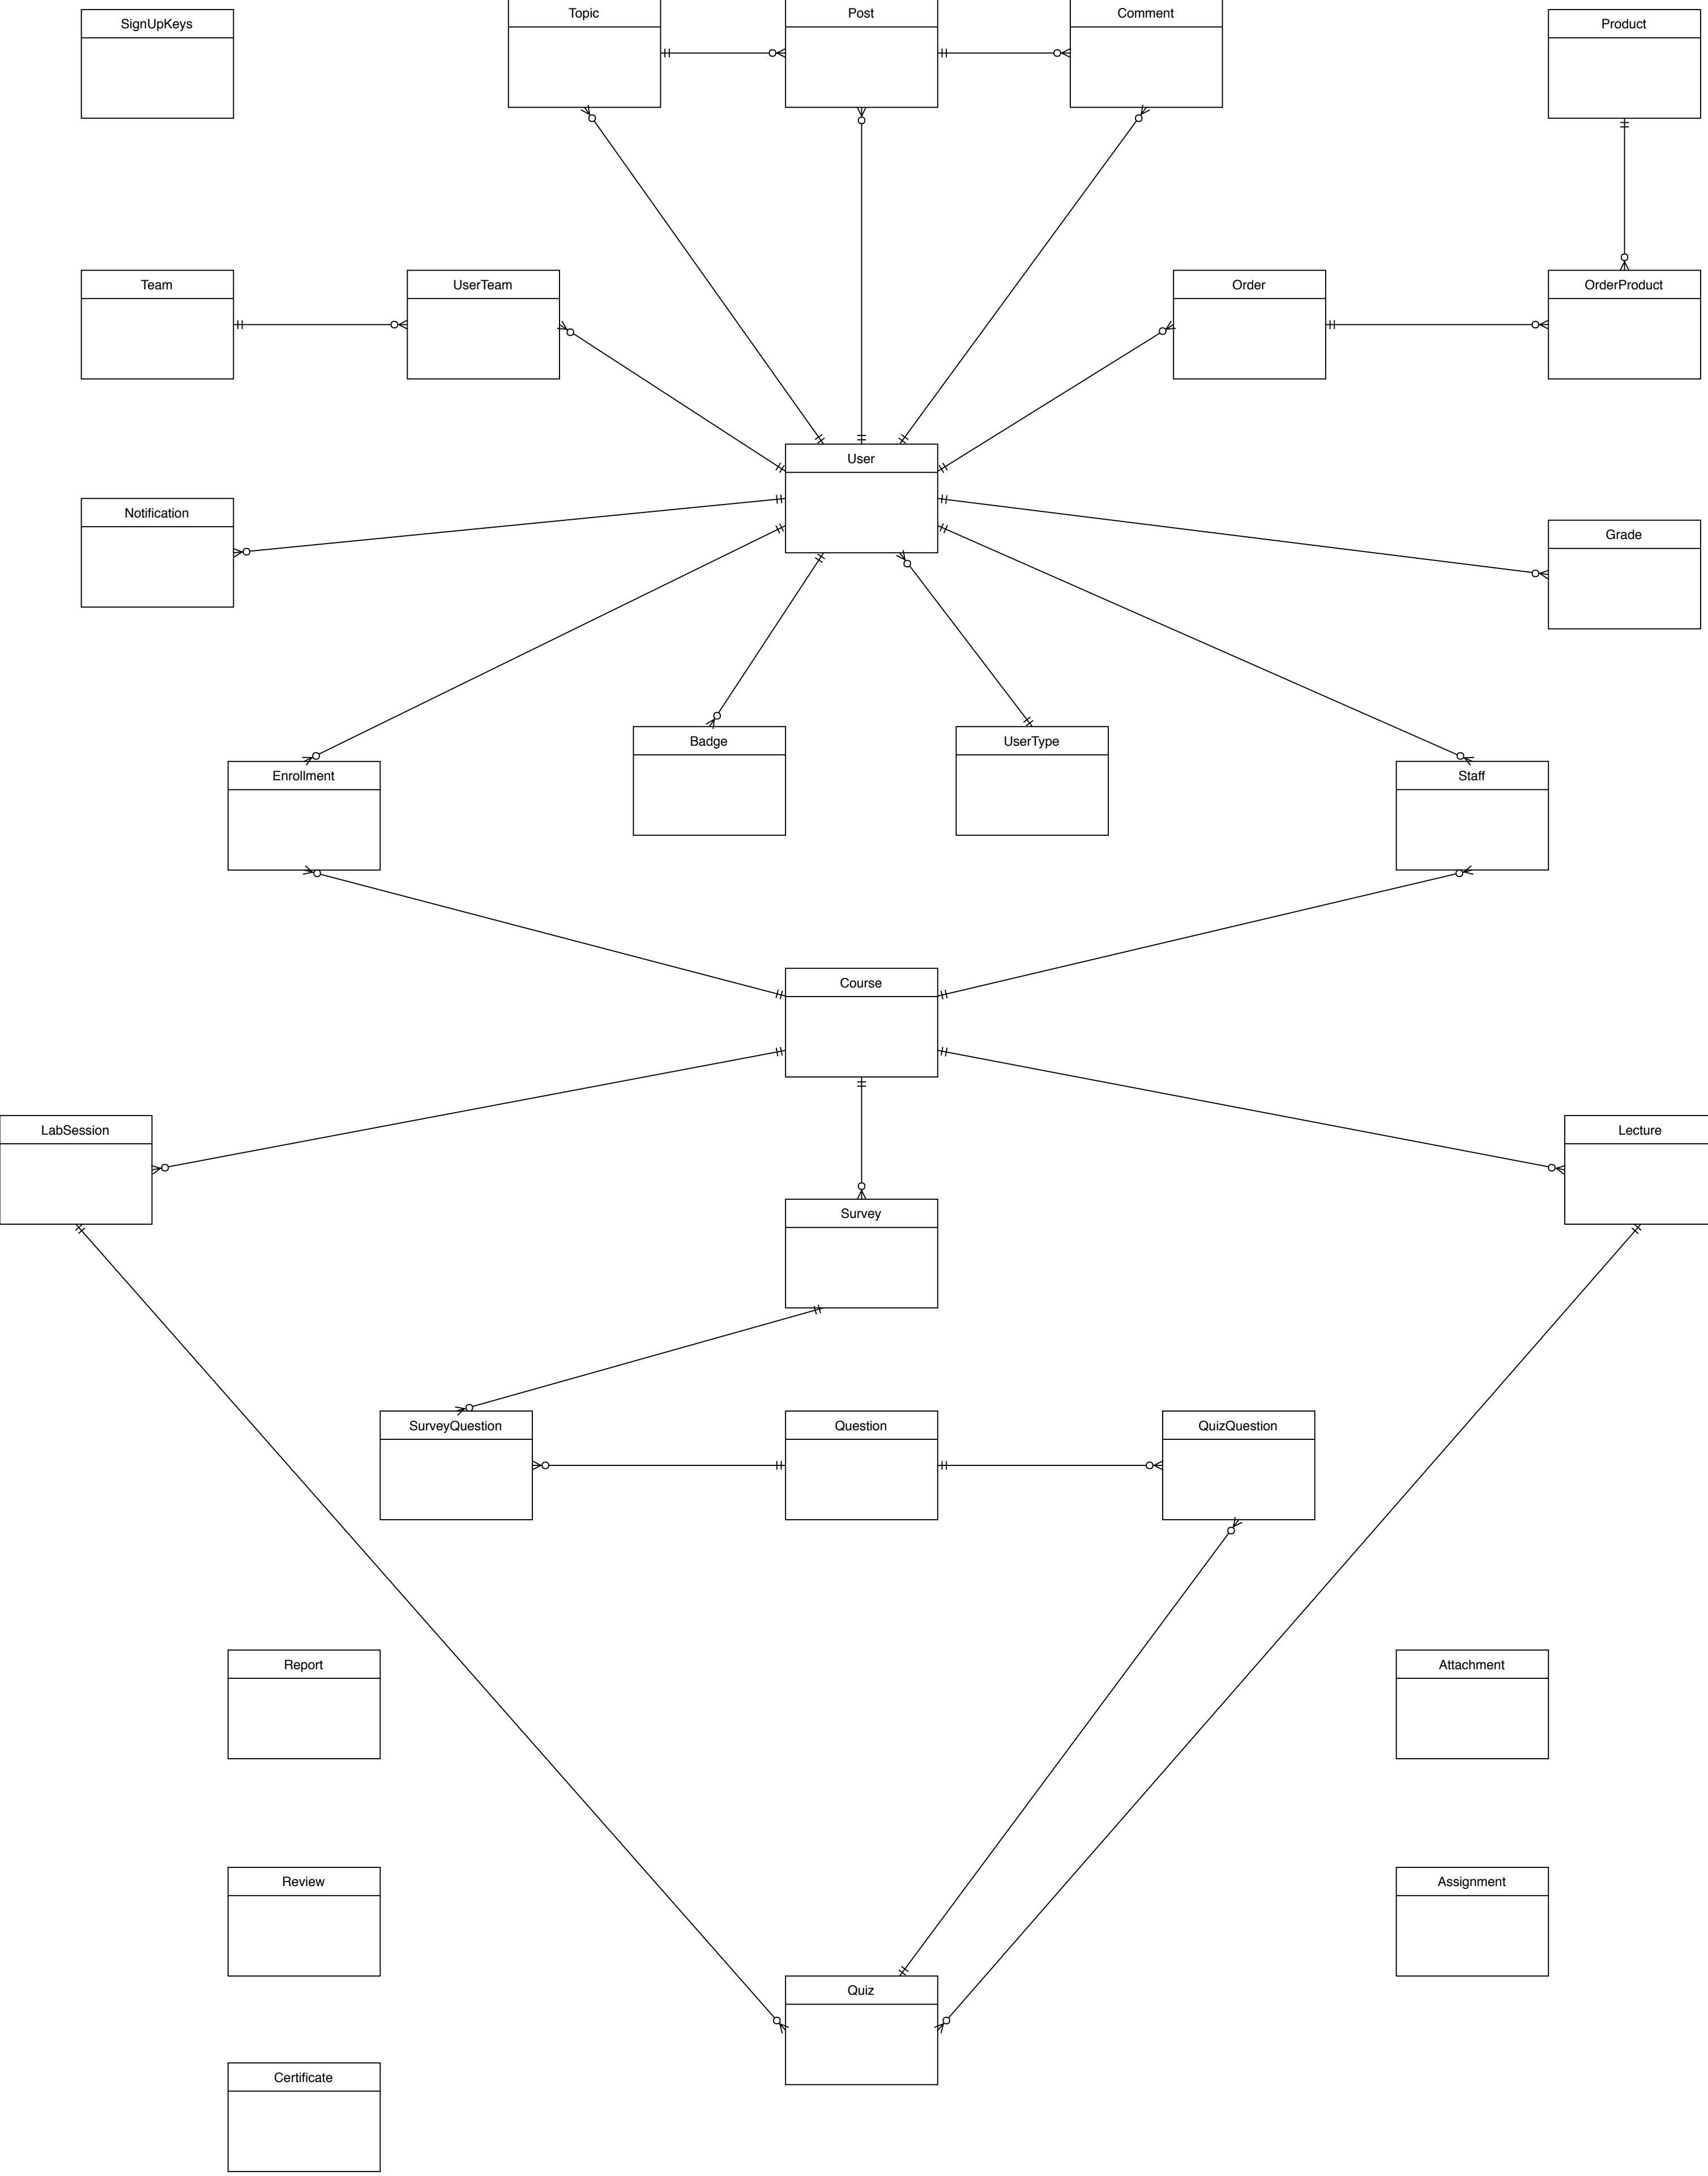 SignUpKeys
Topic
Post
Comment
Product
Team
UserTeam
Order
OrderProduct
User
Notification
Grade
Badge
UserType
Enrollment
Staff
Course
LabSession
Lecture
Survey
SurveyQuestion
Question
QuizQuestion
Report
Attachment
Review
Assignment
Quiz
Certificate